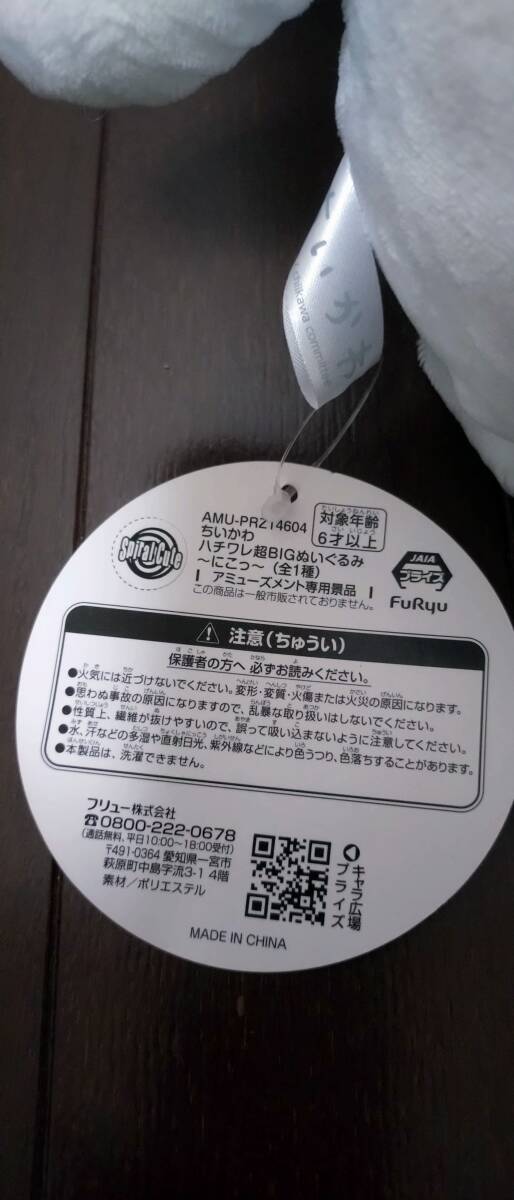 いかわ
chiikawa committee
AMU-PRZ14604
ちいかわ
ハチワレ超BIGぬいぐるみ
～にこっ～（全1種）
アミューズメント専用景品
この商品は一般市販されておりません。
SpiralCute
対象年齢
6才以上
JAIA
プライズ
FuRyu
注意（ちゅうい）
保護者の方へ 必ずお読みください。
●火気には近づけないでください。変形・変質・火傷または火災の原因になります。
●思わぬ事故の原因になりますので、乱暴な取り扱いはしないでください。
●性質上、繊維が抜けやすいので、誤って吸い込まないように注意してください。
●水、汗などの多湿や直射日光、紫外線などにより色うつり、色落ちすることがあります。
●本製品は、洗濯できません。
フリュー株式会社
☎0800-222-0678
（通話無料、平日10:00～18:00受付）
〒491-0364 愛知県一宮市
萩原町中島字流3-1 4階
素材／ポリエステル
キャラ広場
プライズ
MADE IN CHINA